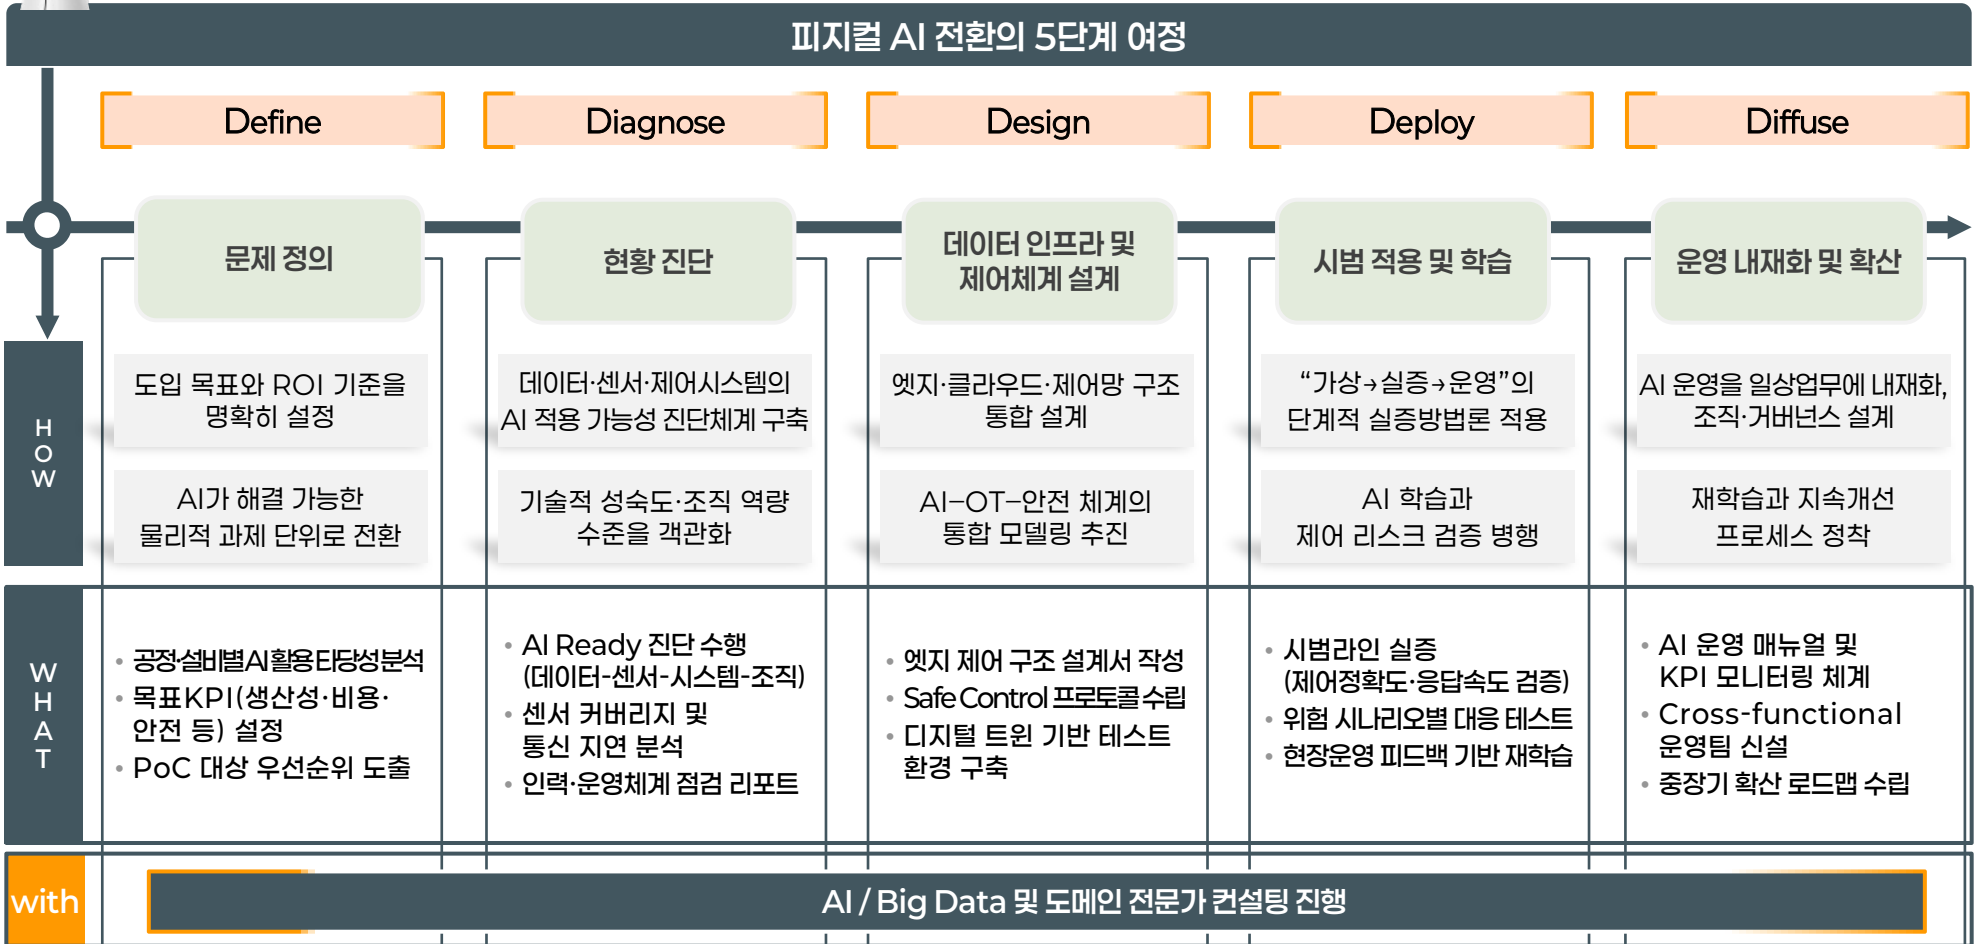 피지컬 AI 전환의 5단계 여정
Define
Diagnose
Design
Deploy
Diffuse
문제 정의
현황 진단
데이터 인프라 및
제어체계 설계
시범 적용 및 학습
운영 내재화 및 확산
HOW
도입 목표와 ROI 기준을
명확히 설정
데이터·센서·제어시스템의
AI 적용 가능성 진단체계 구축
엣지·클라우드·제어망 구조
통합 설계
“가상→실증→운영”의
단계적 실증방법론 적용
AI 운영을 일상업무에 내재화,
조직·거버넌스 설계
AI가 해결 가능한
물리적 과제 단위로 전환
기술적 성숙도·조직 역량
수준을 객관화
AI–OT–안전 체계의
통합 모델링 추진
AI 학습과
제어 리스크 검증 병행
재학습과 지속개선
프로세스 정착
WHAT
• 공정·설비별 AI 활용 타당성 분석
• 목표KPI(생산성·비용·
안전 등) 설정
• PoC 대상 우선순위 도출
• AI Ready 진단 수행
(데이터-센서-시스템-조직)
• 센서 커버리지 및
통신 지연 분석
• 인력·운영체계 점검 리포트
• 엣지 제어 구조 설계서 작성
• Safe Control 프로토콜 수립
• 디지털 트윈 기반 테스트
환경 구축
• 시범라인 실증
(제어정확도·응답속도 검증)
• 위험 시나리오별 대응 테스트
• 현장운영 피드백 기반 재학습
• AI 운영 매뉴얼 및
KPI 모니터링 체계
• Cross-functional
운영팀 신설
• 중장기 확산 로드맵 수립
with
AI / Big Data 및 도메인 전문가 컨설팅 진행